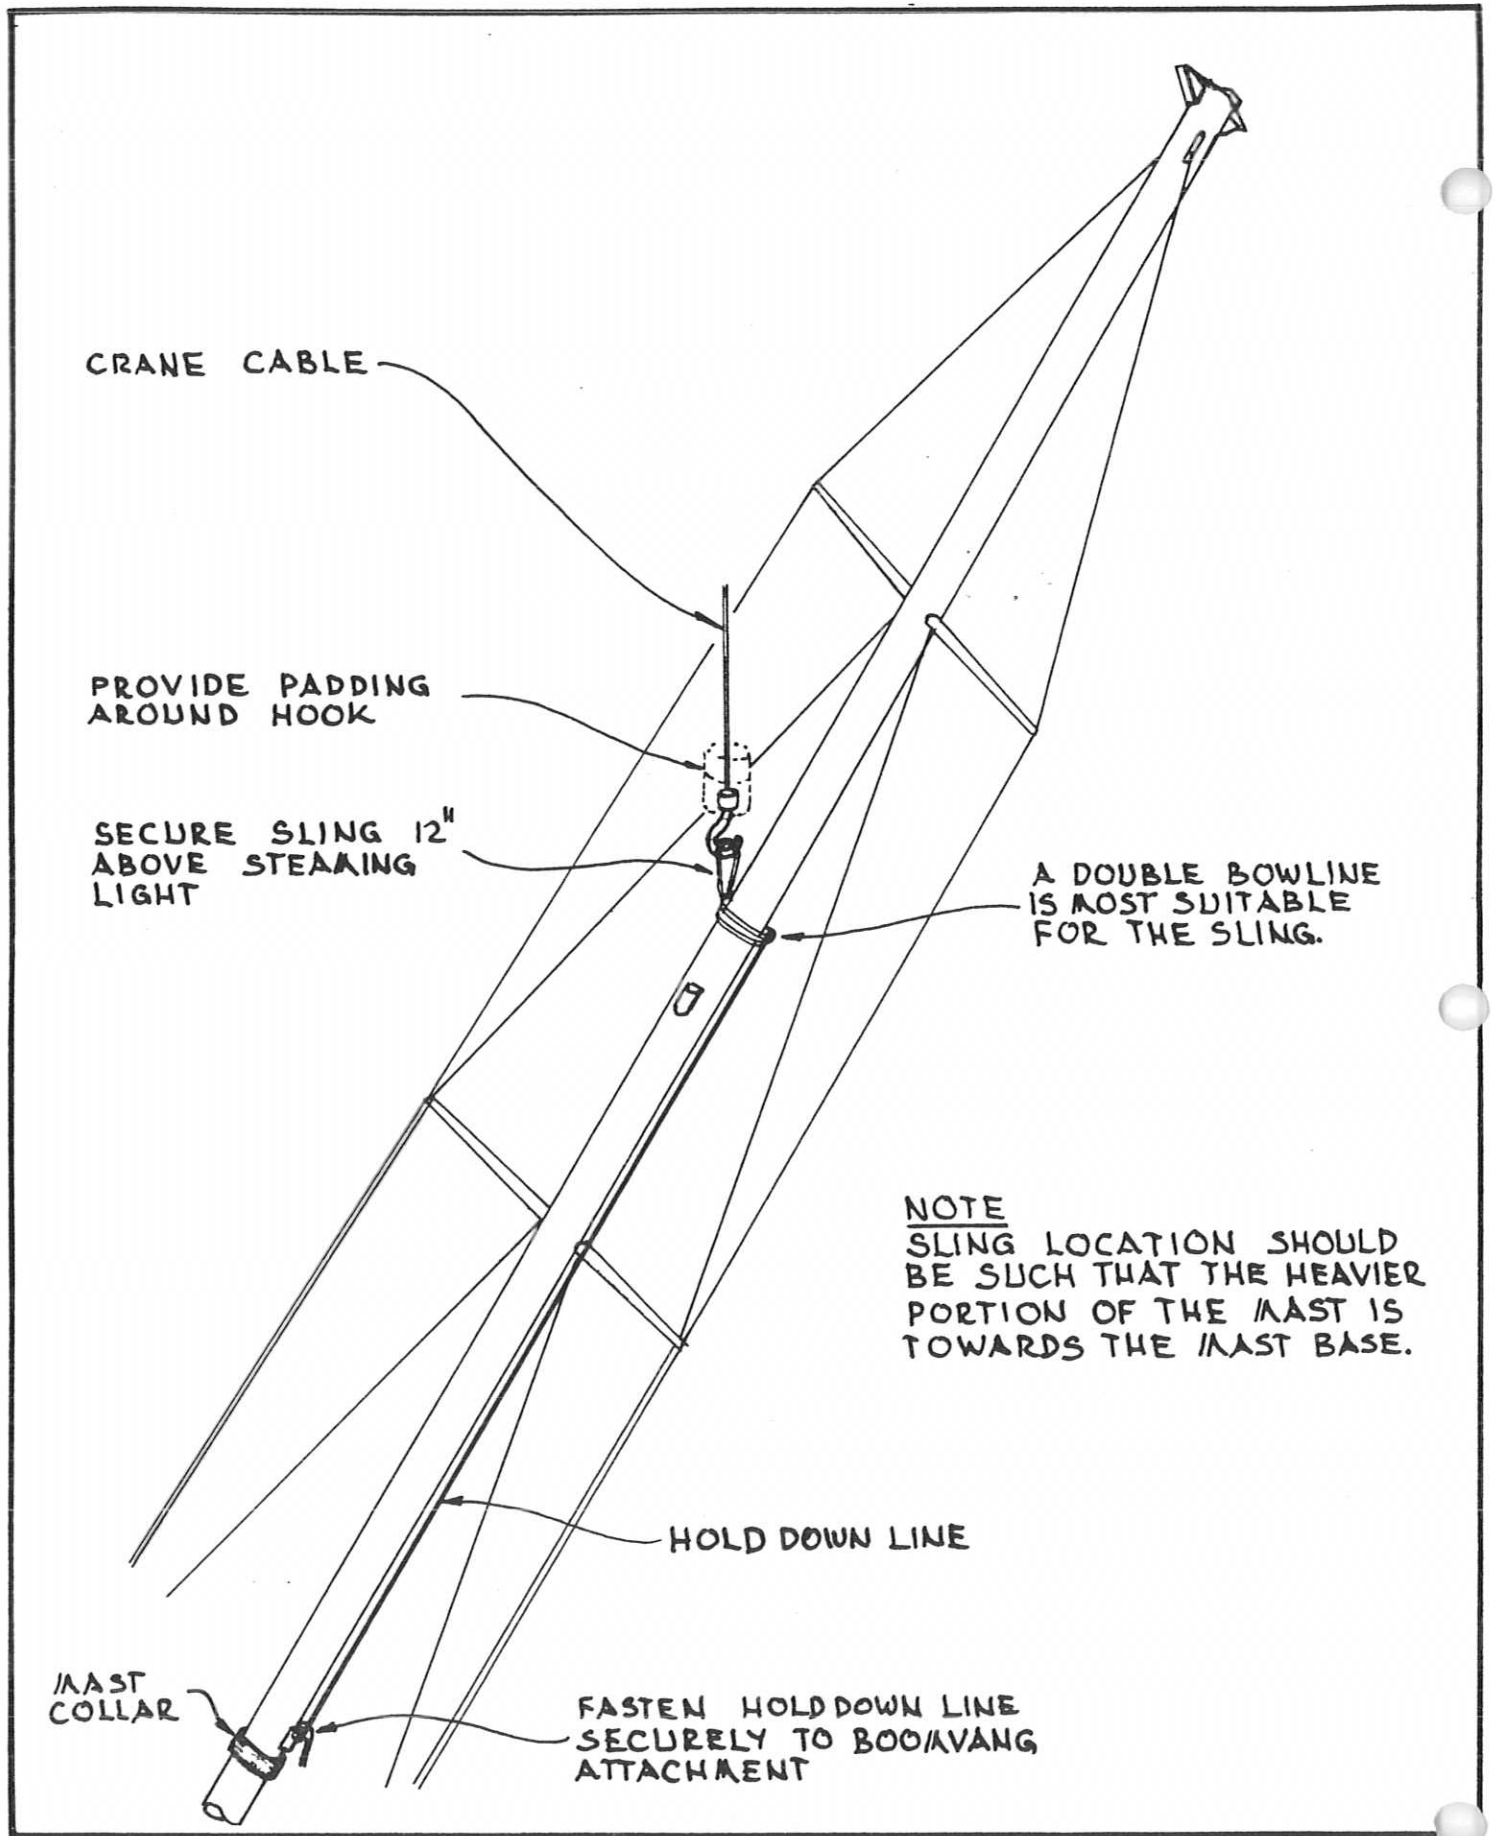 CRANE CABLE
PROVIDE PADDING
AROUND HOOK
SECURE SLING 12"
ABOVE STEAMING
LIGHT
A DOUBLE BOWLINE
IS MOST SUITABLE
FOR THE SLING.
NOTE
SLING LOCATION SHOULD
BE SUCH THAT THE HEAVIER
PORTION OF THE MAST IS
TOWARDS THE MAST BASE.
HOLD DOWN LINE
MAST
COLLAR
FASTEN HOLD DOWN LINE
SECURELY TO BOOMVANG
ATTACHMENT